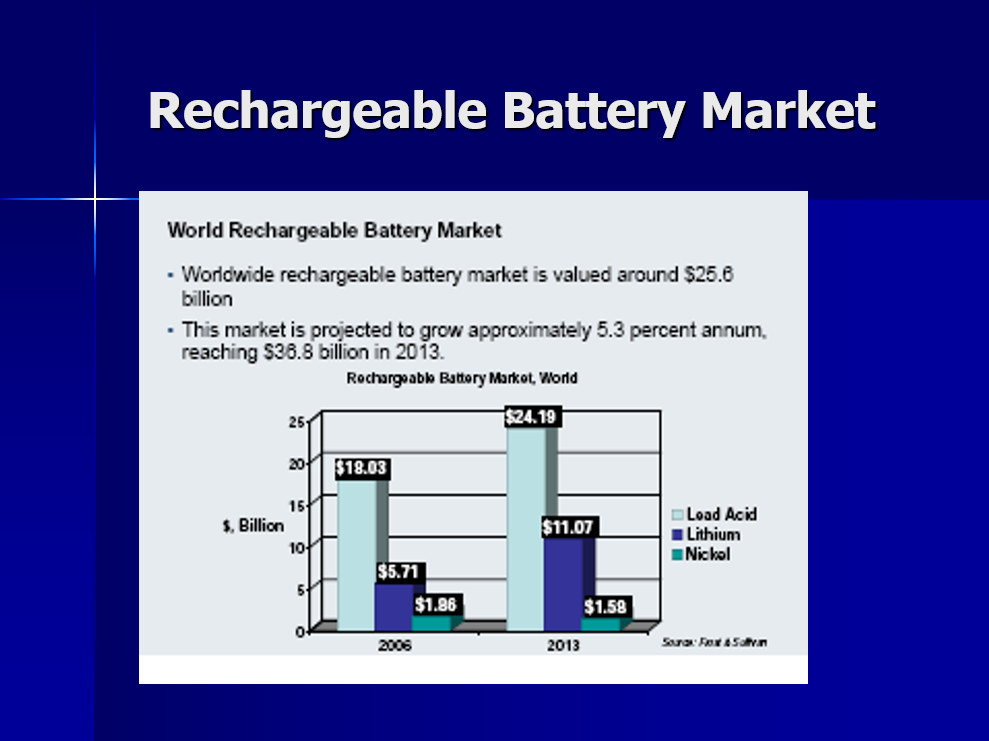 Rechargeable Battery Market
World Rechargeable Battery Market
▪ Worldwide rechargeable battery market is valued around $25.6
billion
▪ This market is projected to grow approximately 5.3 percent annum,
reaching $36.8 billion in 2013.
Rechargeable Battery Market, World
25
20
15
10
5
0
$, Billion
$18.03
$5.71
$1.86
$24.19
$11.07
$1.58
2006
2013
Lead Acid
Lithium
Nickel
Source: Frost & Sullivan